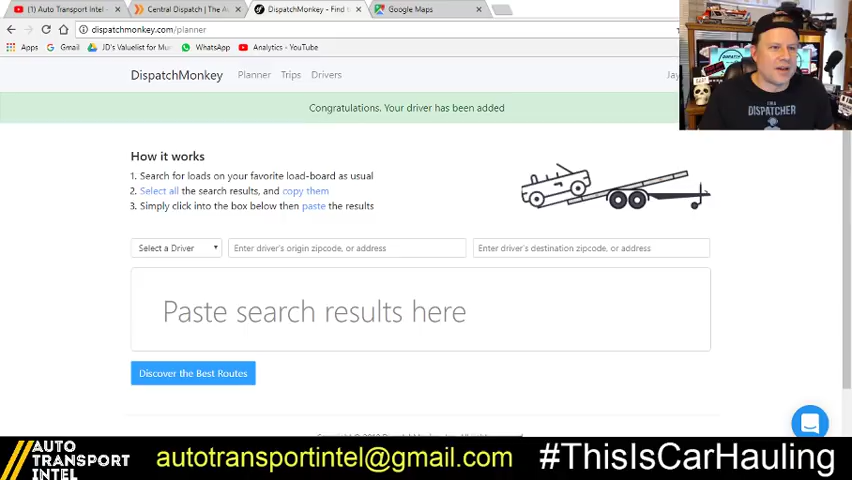 (1) Auto Transport Intel -
Central Dispatch | The A
DispatchMonkey - Find t
Google Maps
dispatchmonkey.com/planner
Apps
Gmail
JD's Valuelist for Mu
WhatsApp
Analytics - YouTube
DispatchMonkey
Planner
Trips
Drivers
Jay
Congratulations. Your driver has been added
How it works
1. Search for loads on your favorite load-board as usual
2. Select all the search results, and copy them
3. Simply click into the box below then paste the results
Select a Driver
Enter driver's origin zipcode, or address
Enter driver's destination zipcode, or address
Paste search results here
Discover the Best Routes
I'M A
DISPATCHER
AUTO
TRANSPORT
INTEL
autotransportintel@gmail.com
#ThisIsCarHauling